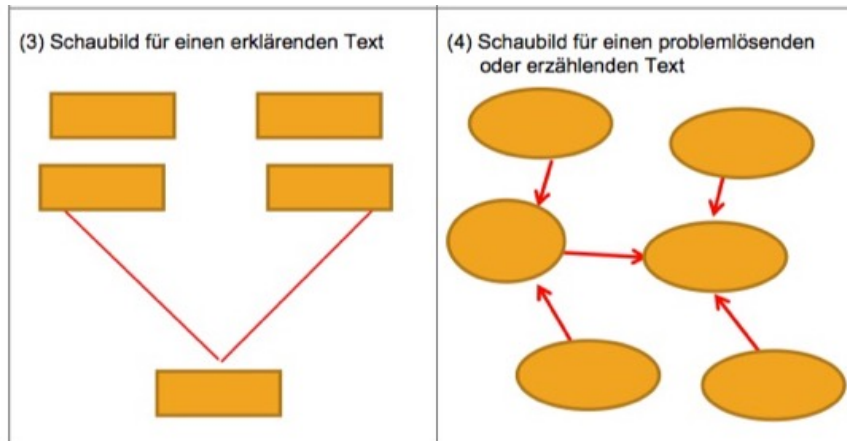 (3) Schaubild für einen erklärenden Text
(4) Schaubild für einen problemlösenden
oder erzählenden Text